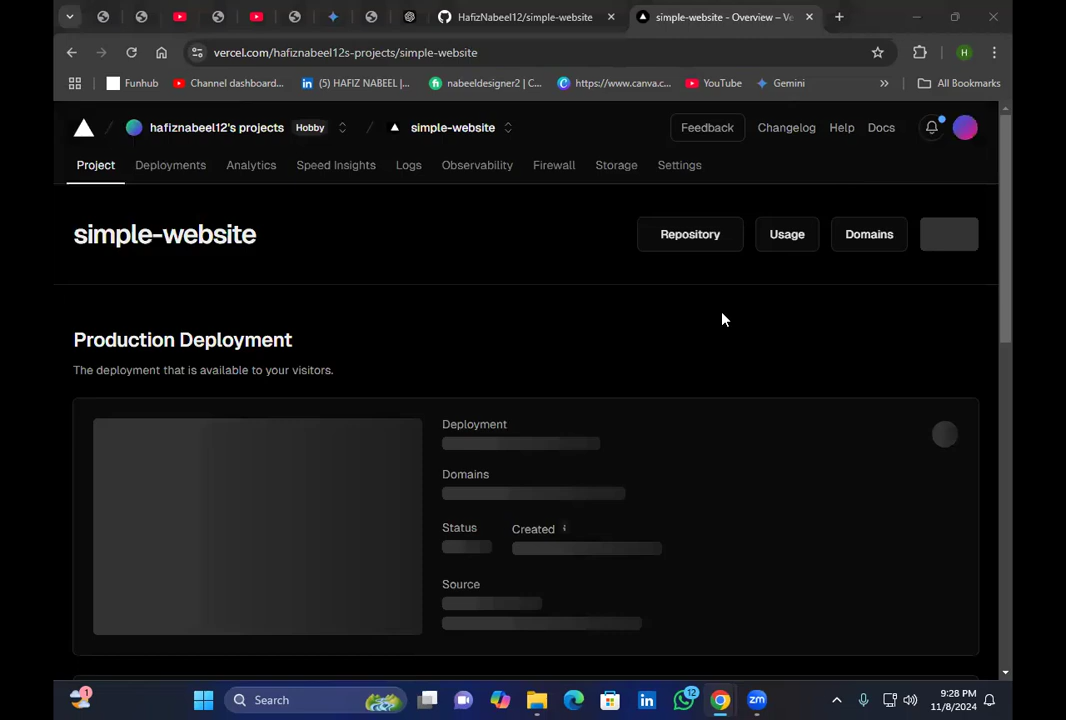 HafizNabeel12/simple-website
simple-website - Overview – Ve
vercel.com/hafiznabeel12s-projects/simple-website
H
Funhub
Channel dashboard...
(5) HAFIZ NABEEL |...
nabeeldesigner2 | C...
https://www.canva.c...
YouTube
Gemini
All Bookmarks
hafiznabeel12's projects Hobby / simple-website
Feedback Changelog Help Docs
Project Deployments Analytics Speed Insights Logs Observability Firewall Storage Settings
simple-website
Repository Usage Domains
Production Deployment
The deployment that is available to your visitors.
Deployment
Domains
Status Created
Source
1
Search
12
zm
9:28 PM
11/8/2024